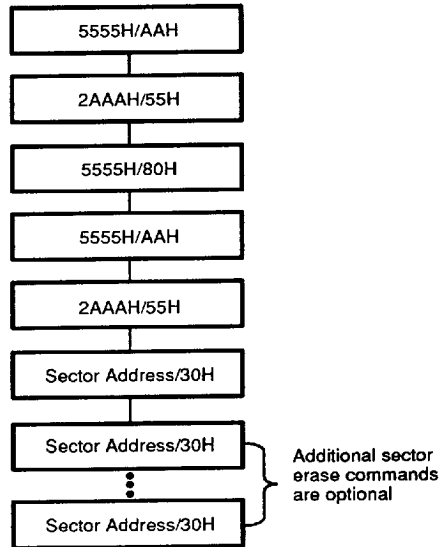 5555H/AAH
2AAAH/55H
5555H/80H
5555H/AAH
2AAAH/55H
Sector Address/30H
Sector Address/30H
Sector Address/30H
Additional sector
erase commands
are optional